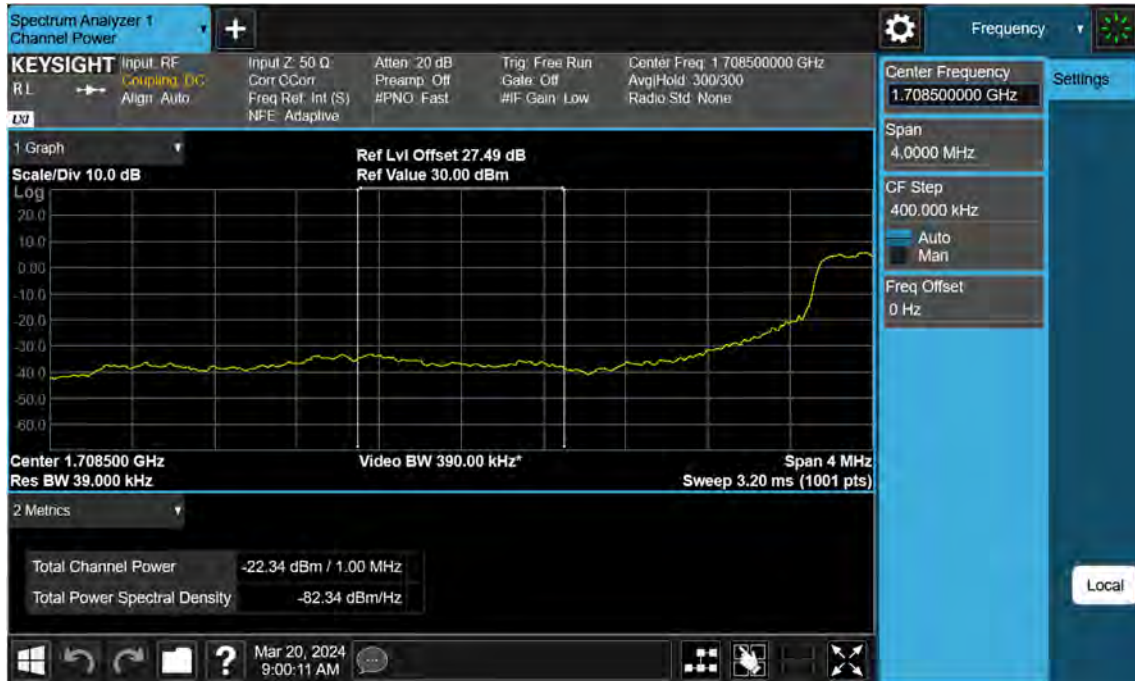 Spectrum Analyzer 1
Channel Power
Frequency
KEYSIGHT
RL
LXI
Input: RF
Coupling: DC
Align: Auto
Input Z: 50 Ω
Corr CCorr
Freq Ref: Int (S)
NFE: Adaptive
Atten: 20 dB
Preamp: Off
#PNO: Fast
Trig: Free Run
Gate: Off
#IF Gain: Low
Center Freq: 1.708500000 GHz
Avg|Hold: 300/300
Radio Std: None
Center Frequency
1.708500000 GHz
Settings
Span
4.0000 MHz
CF Step
400.000 kHz
Auto
Man
Freq Offset
0 Hz
1 Graph
Scale/Div 10.0 dB
Ref Lvl Offset 27.49 dB
Ref Value 30.00 dBm
Log
20.0
10.0
0.00
-10.0
-20.0
-30.0
-40.0
-50.0
-60.0
Center 1.708500 GHz
Video BW 390.00 kHz*
Span 4 MHz
Res BW 39.000 kHz
Sweep 3.20 ms (1001 pts)
2 Metrics
Total Channel Power
-22.34 dBm / 1.00 MHz
Total Power Spectral Density
-82.34 dBm/Hz
Local
?
Mar 20, 2024
9:00:11 AM